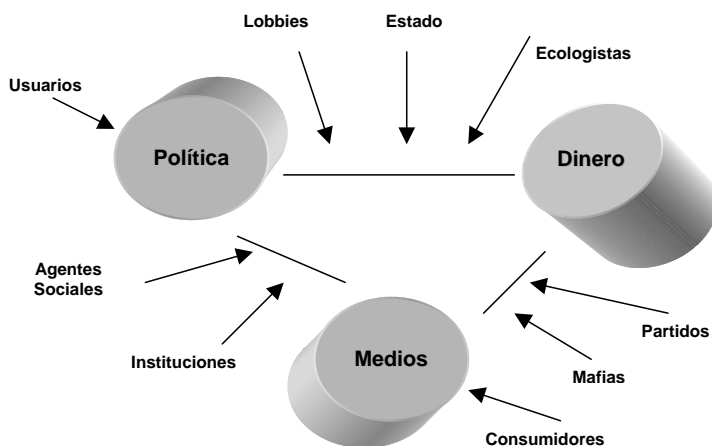 Lobbies
Estado
Ecologistas
Usuarios
Política
Dinero
Agentes
Sociales
Instituciones
Medios
Partidos
Mafias
Consumidores